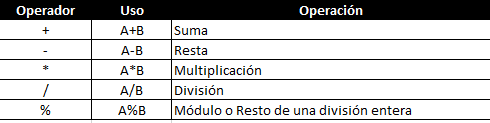 Operador Uso Operación
+ A+B Suma
- A-B Resta
* A*B Multiplicación
/ A/B División
% A%B Módulo o Resto de una división entera